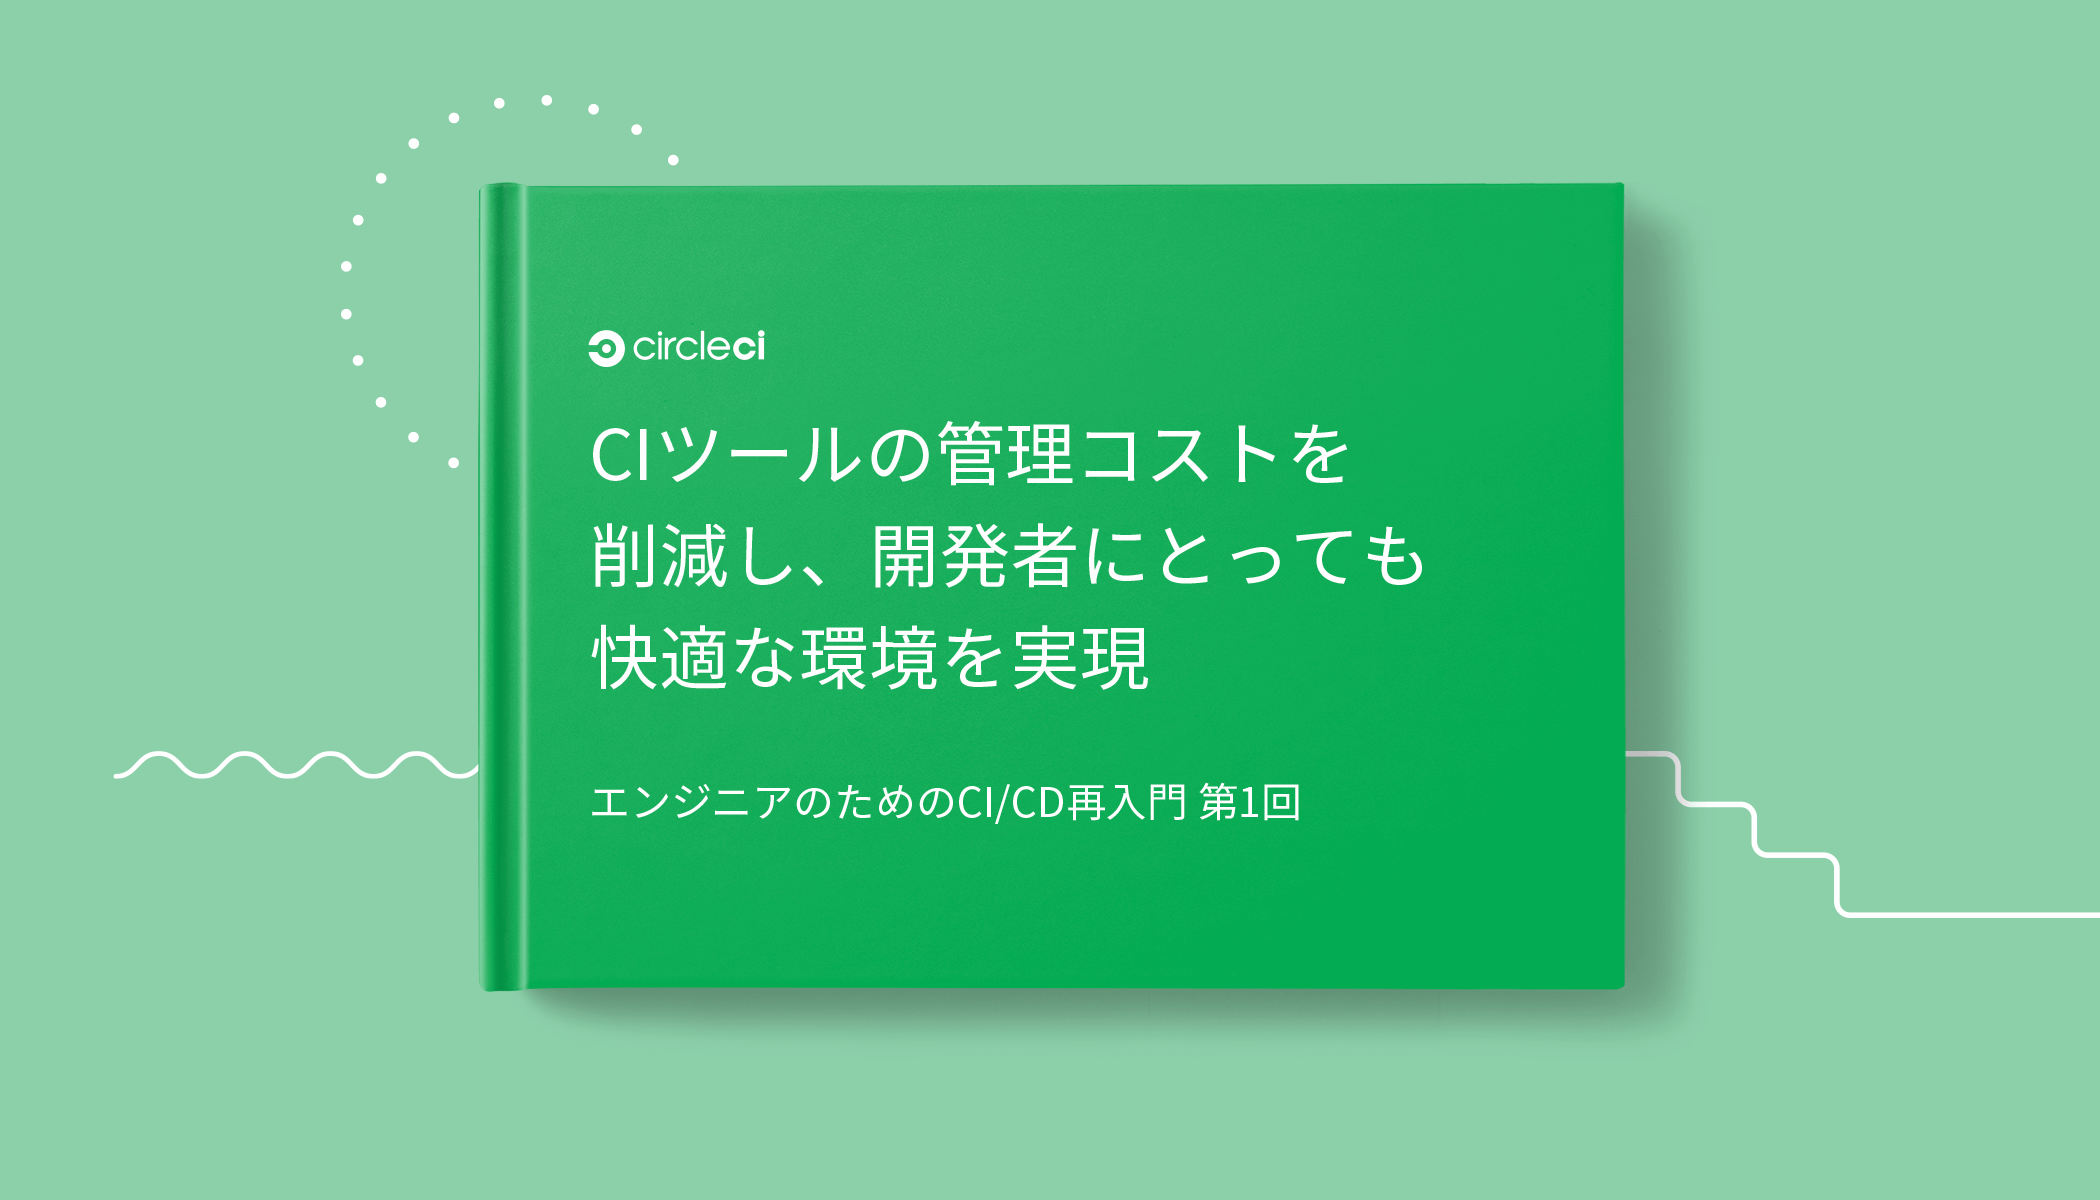 circleci
CIツールの管理コストを
削減し、開発者にとっても
快適な環境を実現
エンジニアのためのCI/CD再入門 第1回